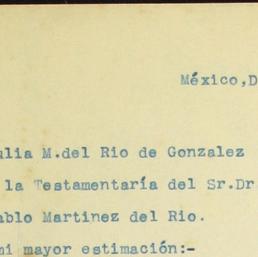 México,D
ulia M.del Rio de Gonzalez
la Testamentaría del Sr.Dr
ablo Martinez del Rio.
mi mayor estimación:-